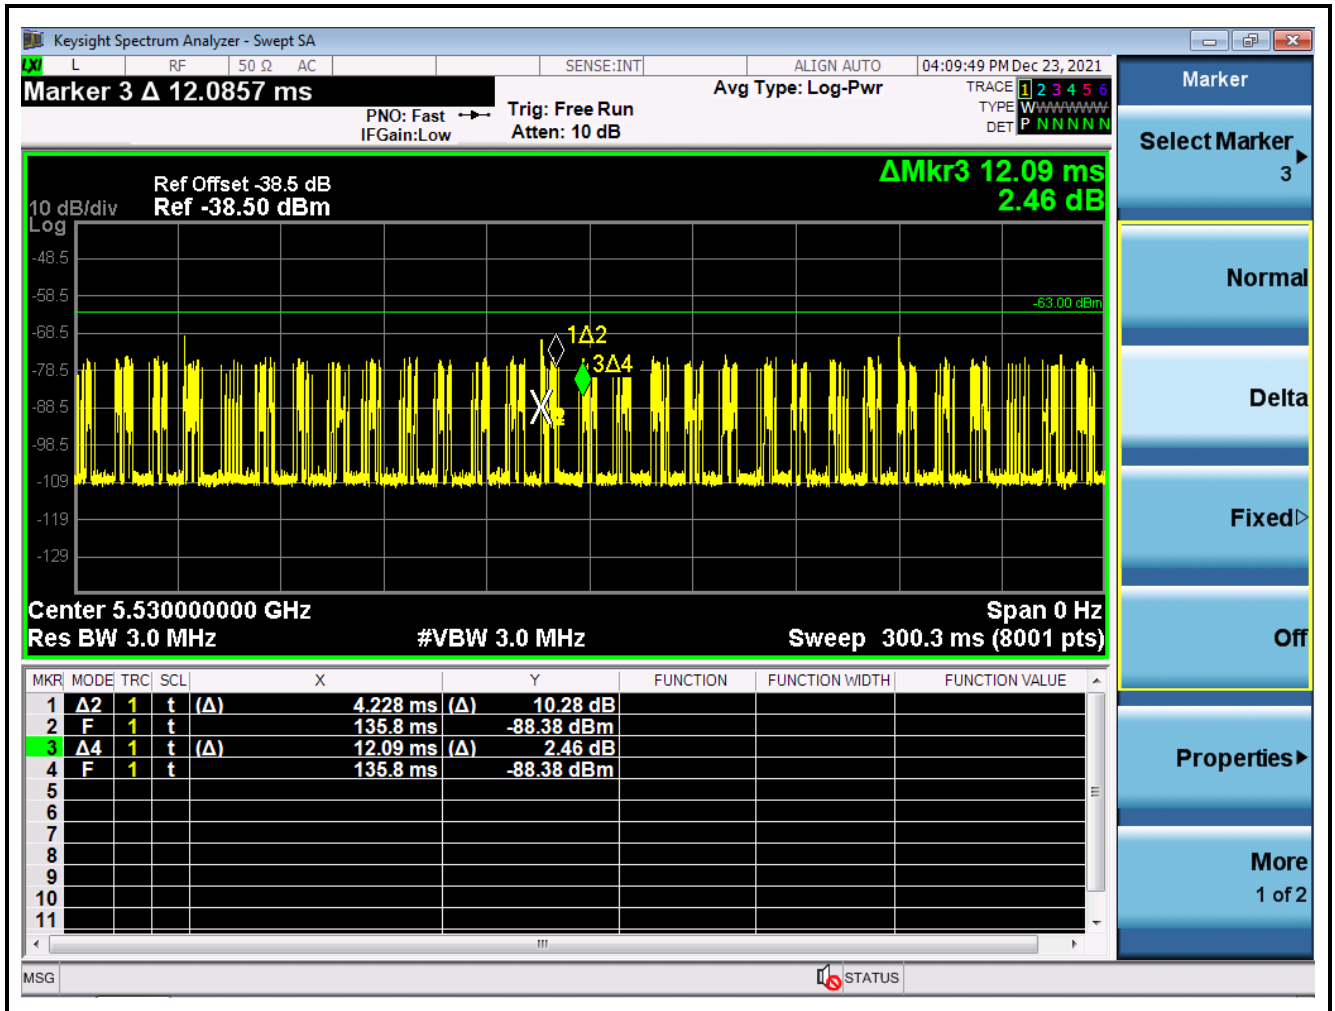 Keysight Spectrum Analyzer - Swept SA
LXI L RF 50 Ω AC SENSE:INT ALIGN AUTO 04:09:49 PM Dec 23, 2021
Marker 3 Δ 12.0857 ms
PNO: Fast
IFGain:Low
Trig: Free Run
Atten: 10 dB
Avg Type: Log-Pwr
TRACE 1 2 3 4 5 6
TYPE WWWWWW
DET P N N N N N
ΔMkr3 12.09 ms
2.46 dB
Ref Offset -38.5 dB
10 dB/div Ref -38.50 dBm
Log
-48.5
-58.5
-63.00 dBm
-68.5
1Δ2
-78.5
3Δ4
-88.5
-98.5
-109
-119
-129
Center 5.530000000 GHz Span 0 Hz
Res BW 3.0 MHz #VBW 3.0 MHz Sweep 300.3 ms (8001 pts)
MKR MODE TRC SCL X Y FUNCTION FUNCTION WIDTH FUNCTION VALUE
1 Δ2 1 t (Δ) 4.228 ms (Δ) 10.28 dB
2 F 1 t 135.8 ms -88.38 dBm
3 Δ4 1 t (Δ) 12.09 ms (Δ) 2.46 dB
4 F 1 t 135.8 ms -88.38 dBm
5
6
7
8
9
10
11
MSG STATUS
Marker
Select Marker
3
Normal
Delta
Fixed
Off
Properties
More
1 of 2